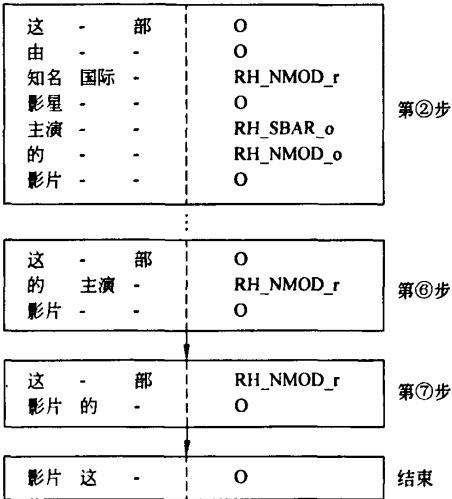 这 - 部 O
由 - - O
知名 国际 - RH_NMOD_r
影星 - - O
主演 - - RH_SBAR_o
的 - - RH_NMOD_o
影片 - - O
第②步
⋮
这 - 部 O
的 主演 - RH_NMOD_r
影片 - - O
第⑥步
这 - 部 RH_NMOD_r
影片 的 - O
第⑦步
影片 这 - O
结束